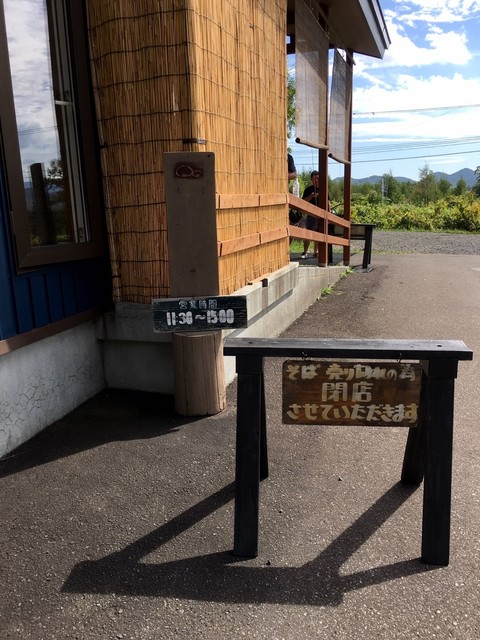 営業時間
11:30～15:00
そば 売り切れの為
閉店
させていただきます